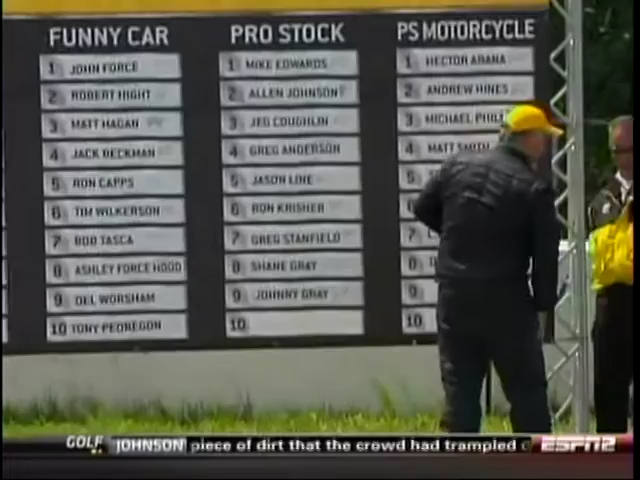 FUNNY CAR
1 JOHN FORCE
2 ROBERT HIGHT
3 MATT HAGAN
4 JACK BECKMAN
5 RON CAPPS
6 TIM WILKERSON
7 BOB TASCA
8 ASHLEY FORCE HOOD
9 DEL WORSHAM
10 TONY PEDREGON
PRO STOCK
1 MIKE EDWARDS
2 ALLEN JOHNSON
3 JEG COUGHLIN
4 GREG ANDERSON
5 JASON LINE
6 RON KRISHER
7 GREG STANFIELD
8 SHANE GRAY
9 JOHNNY GRAY
10
PS MOTORCYCLE
1 HECTOR ARANA
2 ANDREW HINES
3 MICHAEL PHIL
4 MATT SMITH
5
6
7
8
9
10
GOLF JOHNSON piece of dirt that the crowd had trampled
ESPN2